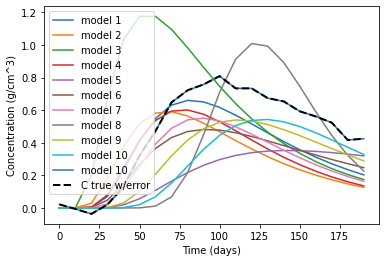 1.2
1.0
0.8
0.6
0.4
0.2
0.0
Concentration (g/cm^3)
model 1
model 2
model 3
model 4
model 5
model 6
model 7
model 8
model 9
model 10
model 10
C true w/error
0 25 50 75 100 125 150 175
Time (days)